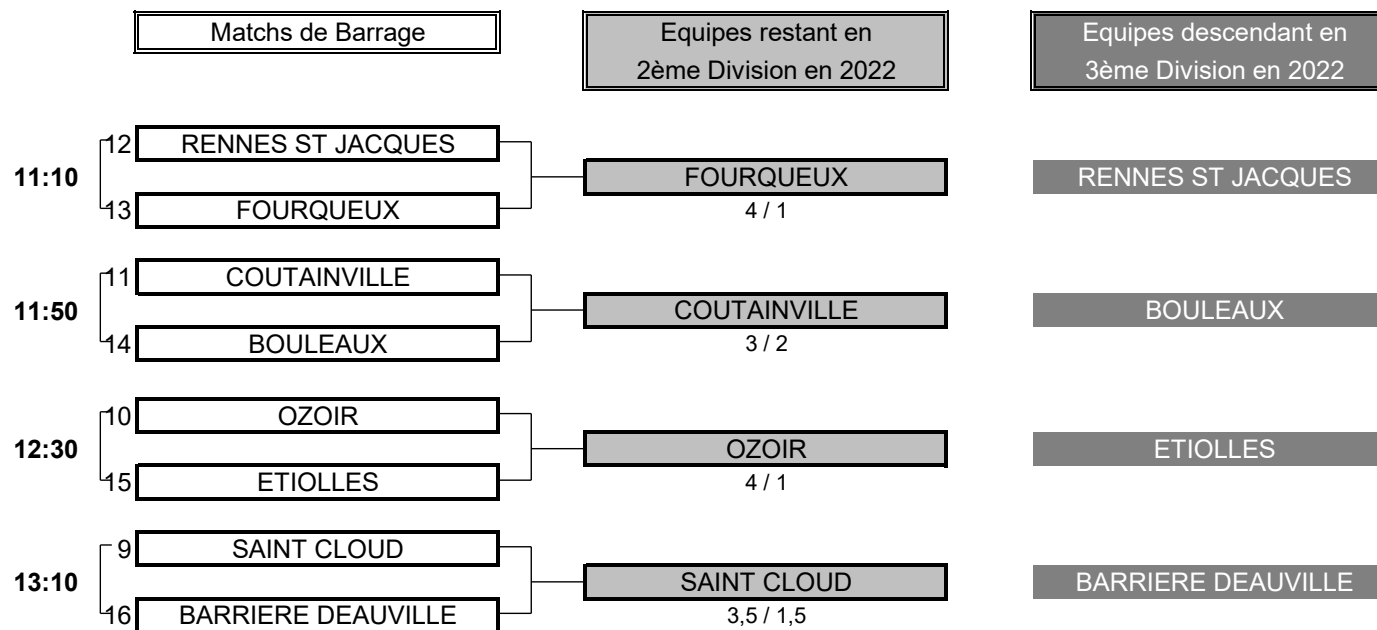 Matchs de Barrage
Equipes restant en
2ème Division en 2022
Equipes descendant en
3ème Division en 2022
11:10
12 RENNES ST JACQUES
13 FOURQUEUX
FOURQUEUX
4 / 1
RENNES ST JACQUES
11:50
11 COUTAINVILLE
14 BOULEAUX
COUTAINVILLE
3 / 2
BOULEAUX
12:30
10 OZOIR
15 ETIOLLES
OZOIR
4 / 1
ETIOLLES
13:10
9 SAINT CLOUD
16 BARRIERE DEAUVILLE
SAINT CLOUD
3,5 / 1,5
BARRIERE DEAUVILLE